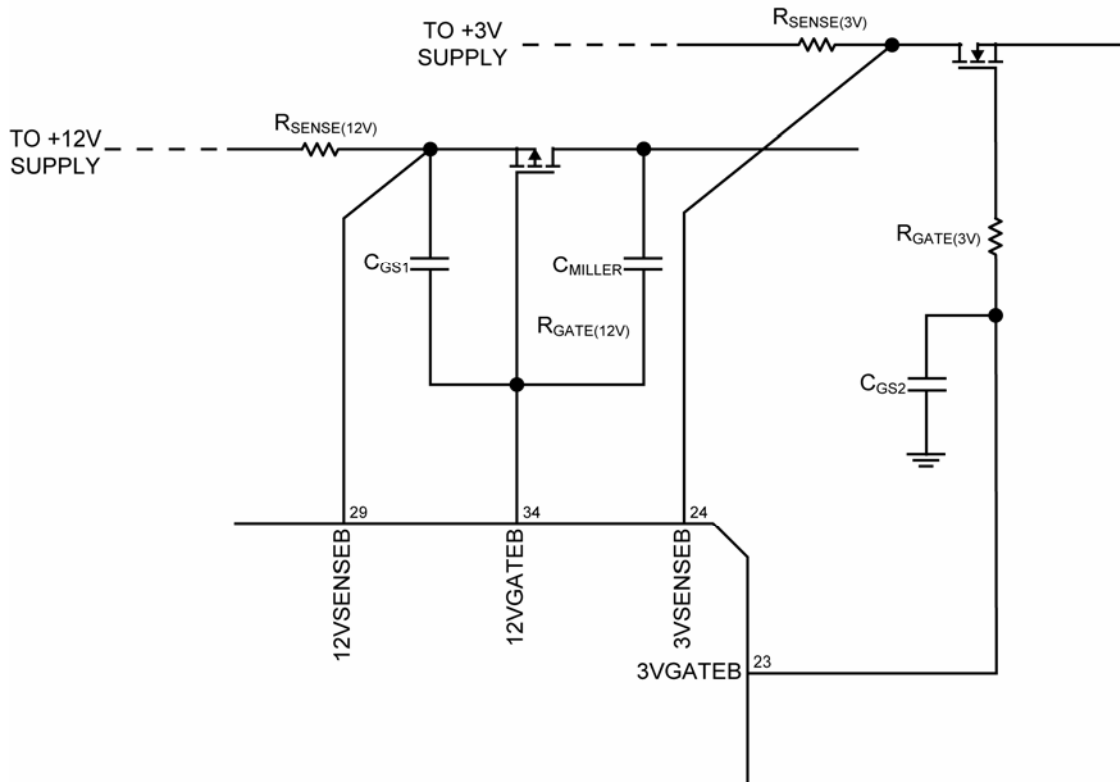 TO +3V
SUPPLY
RSENSE(3V)
TO +12V
SUPPLY
RSENSE(12V)
CGS1
CMILLER
RGATE(12V)
RGATE(3V)
CGS2
29
34
24
12VSENSEB
12VGATEB
3VSENSEB
3VGATEB
23